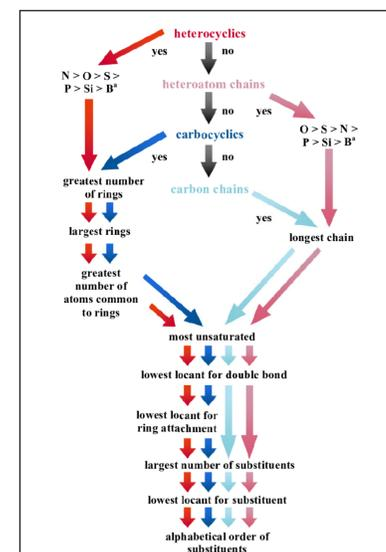 heterocyclics
yes
no
N > O > S >
P > Si > Bª
heteroatom chains
no
yes
O > S > N >
P > Si > Bª
carbocyclics
yes
no
greatest number
of rings
carbon chains
yes
largest rings
longest chain
greatest
number of
atoms common
to rings
most unsaturated
lowest locant for double bond
lowest locant for
ring attachment
largest number of substituents
lowest locant for substituent
alphabetical order of
substituents